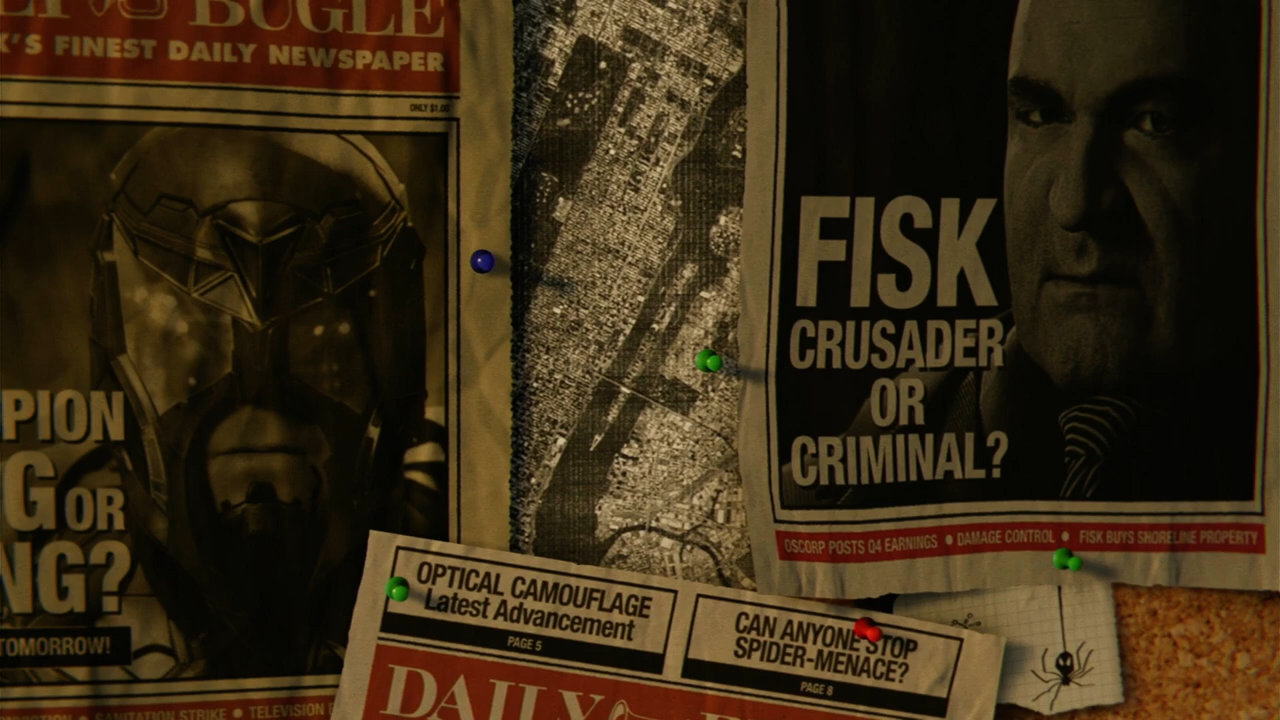 BUGLE
K'S FINEST DAILY NEWSPAPER
ONLY $1.00
PION
G OR
NG?
TOMORROW!
SANITATION STRIKE • TELEVISION
FISK
CRUSADER
OR
CRIMINAL?
OSCORP POSTS Q4 EARNINGS • DAMAGE CONTROL • FISK BUYS SHORELINE PROPERTY
OPTICAL CAMOUFLAGE
Latest Advancement
PAGE 5
CAN ANYONE STOP
SPIDER-MENACE?
PAGE 8
DAILY